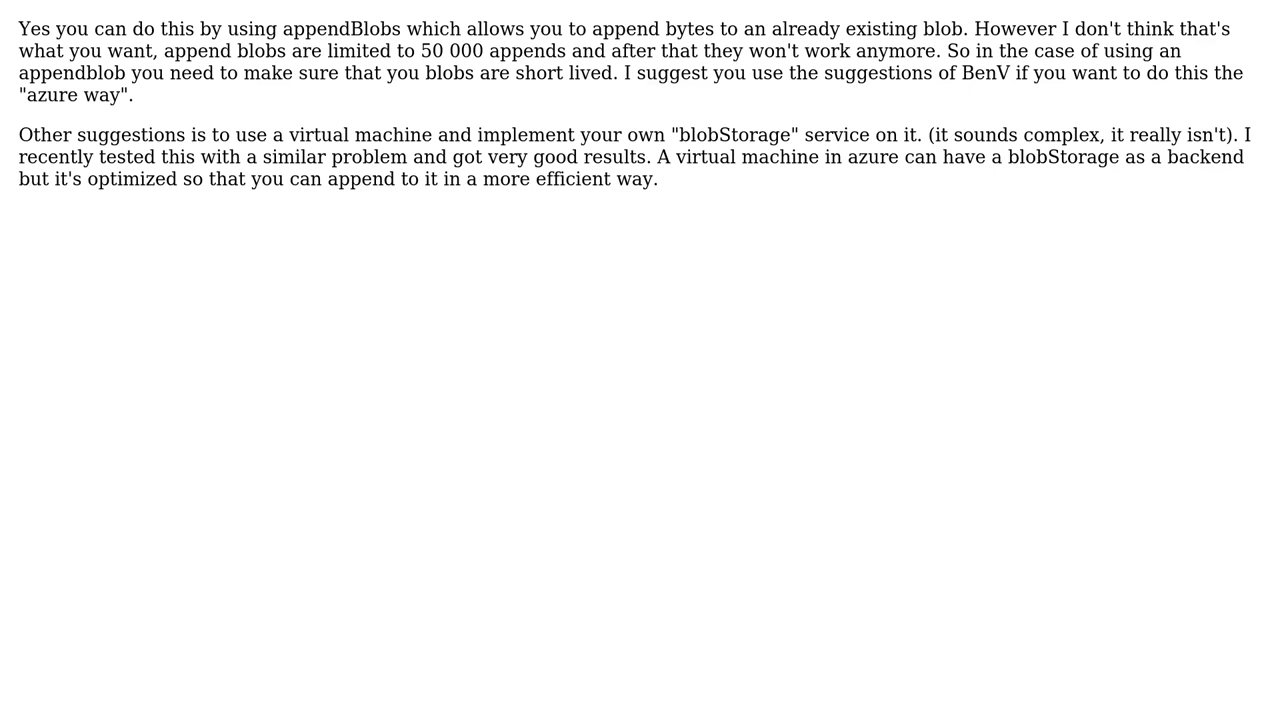 Yes you can do this by using appendBlobs which allows you to append bytes to an already existing blob. However I don't think that's
what you want, append blobs are limited to 50 000 appends and after that they won't work anymore. So in the case of using an
appendblob you need to make sure that you blobs are short lived. I suggest you use the suggestions of BenV if you want to do this the
"azure way".
Other suggestions is to use a virtual machine and implement your own "blobStorage" service on it. (it sounds complex, it really isn't). I
recently tested this with a similar problem and got very good results. A virtual machine in azure can have a blobStorage as a backend
but it's optimized so that you can append to it in a more efficient way.